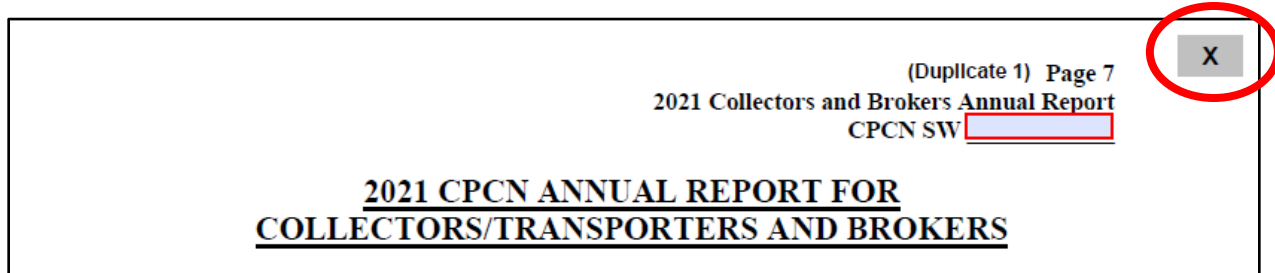 X
(Duplicate 1) Page 7
2021 Collectors and Brokers Annual Report
CPCN SW
2021 CPCN ANNUAL REPORT FOR
COLLECTORS/TRANSPORTERS AND BROKERS